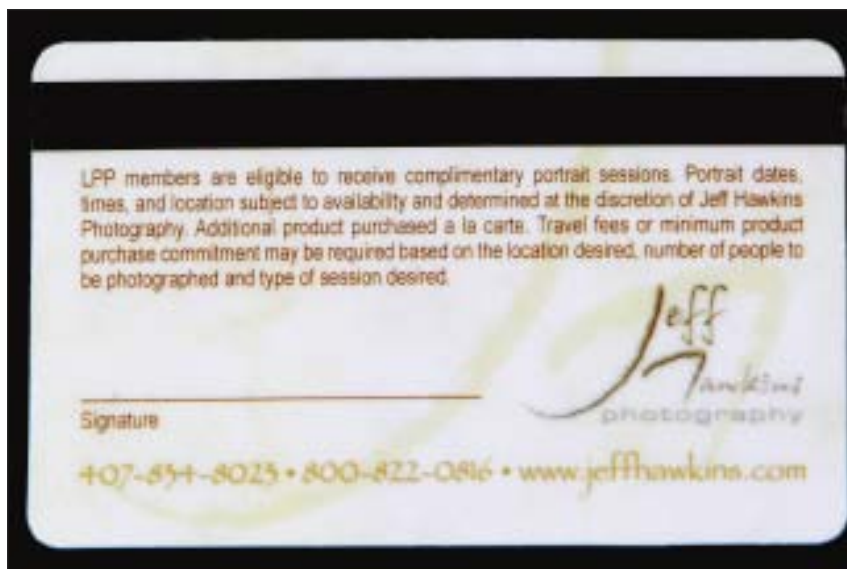 LPP members are eligible to receive complimentary portrait sessions. Portrait dates,
times, and location subject to availability and determined at the discretion of Jeff Hawkins
Photography. Additional product purchased a la carte. Travel fees or minimum product
purchase commitment may be required based on the location desired, number of people to
be photographed and type of session desired.
Jeff
Hawkins
photography
Signature
407-834-8023 • 800-822-0816 • www.jeffhawkins.com